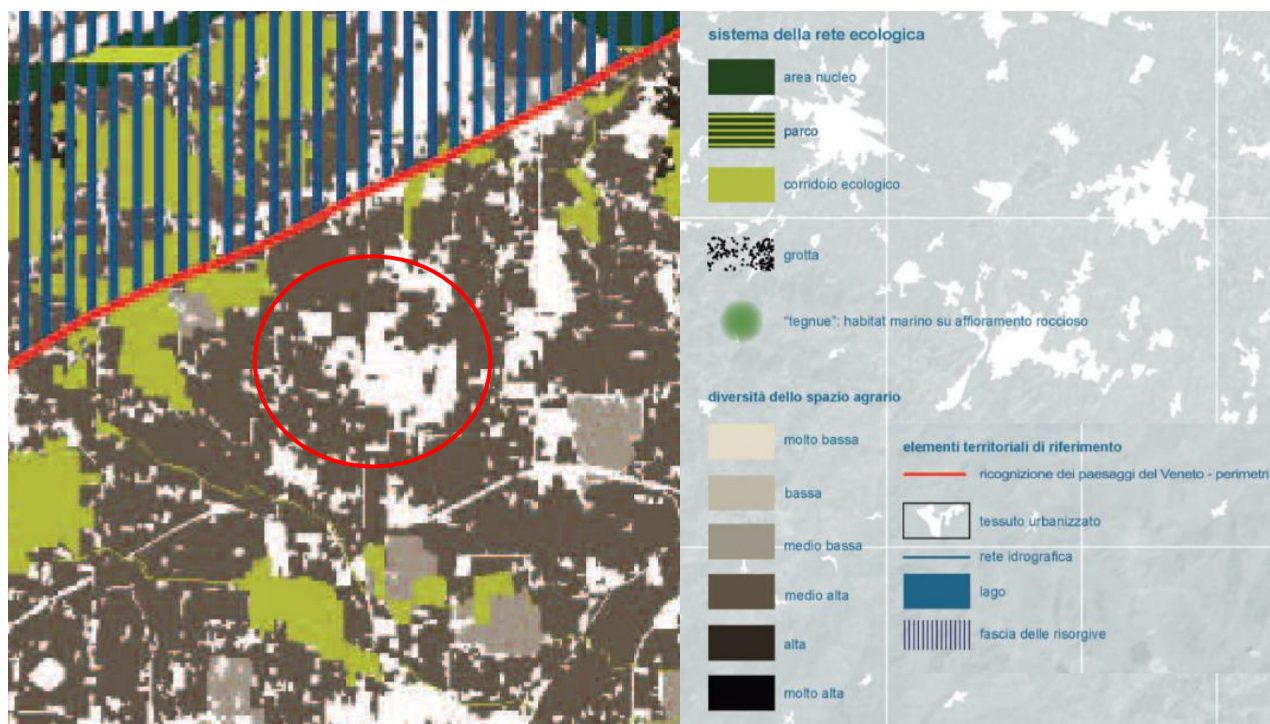 sistema della rete ecologica
area nucleo
parco
corridoio ecologico
grotta
"tegnue": habitat marino su affioramento roccioso
diversità dello spazio agrario
molto bassa
bassa
medio bassa
medio alta
alta
molto alta
elementi territoriali di riferimento
ricognizione dei paesaggi del Veneto - perimetri
tessuto urbanizzato
rete idrografica
lago
fascia delle risorgive